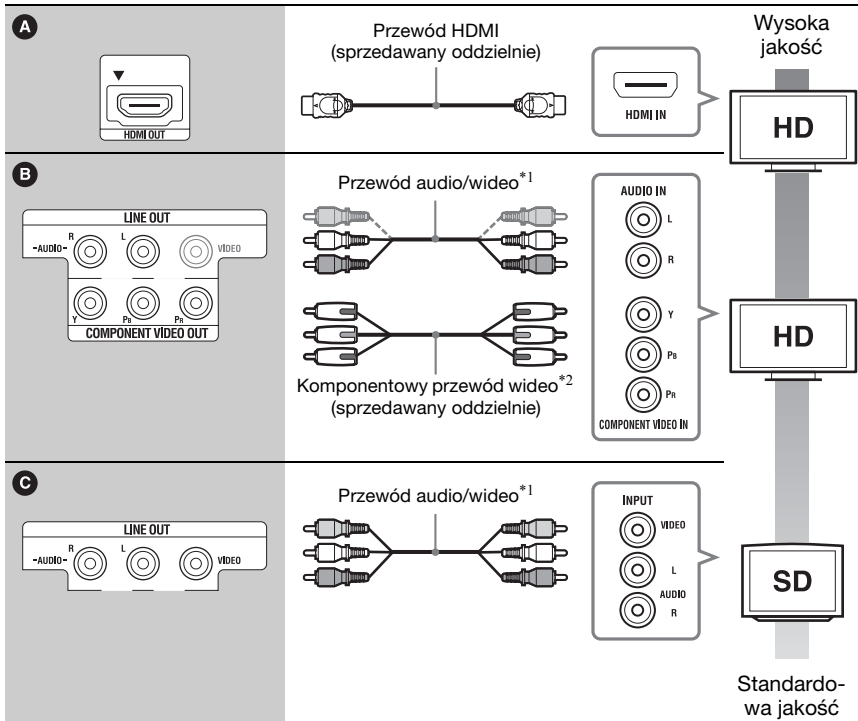 A
Przewód HDMI
(sprzedawany oddzielnie)
HDMI OUT
HDMI IN
Wysoka
jakość
HD
B
LINE OUT
-AUDIO-
R
L
VIDEO
Y
PB
PR
COMPONENT VIDEO OUT
Przewód audio/wideo*1
Komponentowy przewód wideo*2
(sprzedawany oddzielnie)
AUDIO IN
L
R
Y
PB
PR
COMPONENT VIDEO IN
HD
C
LINE OUT
-AUDIO-
R
L
VIDEO
Przewód audio/wideo*1
INPUT
VIDEO
L
AUDIO
R
SD
Standardo-
wa jakość